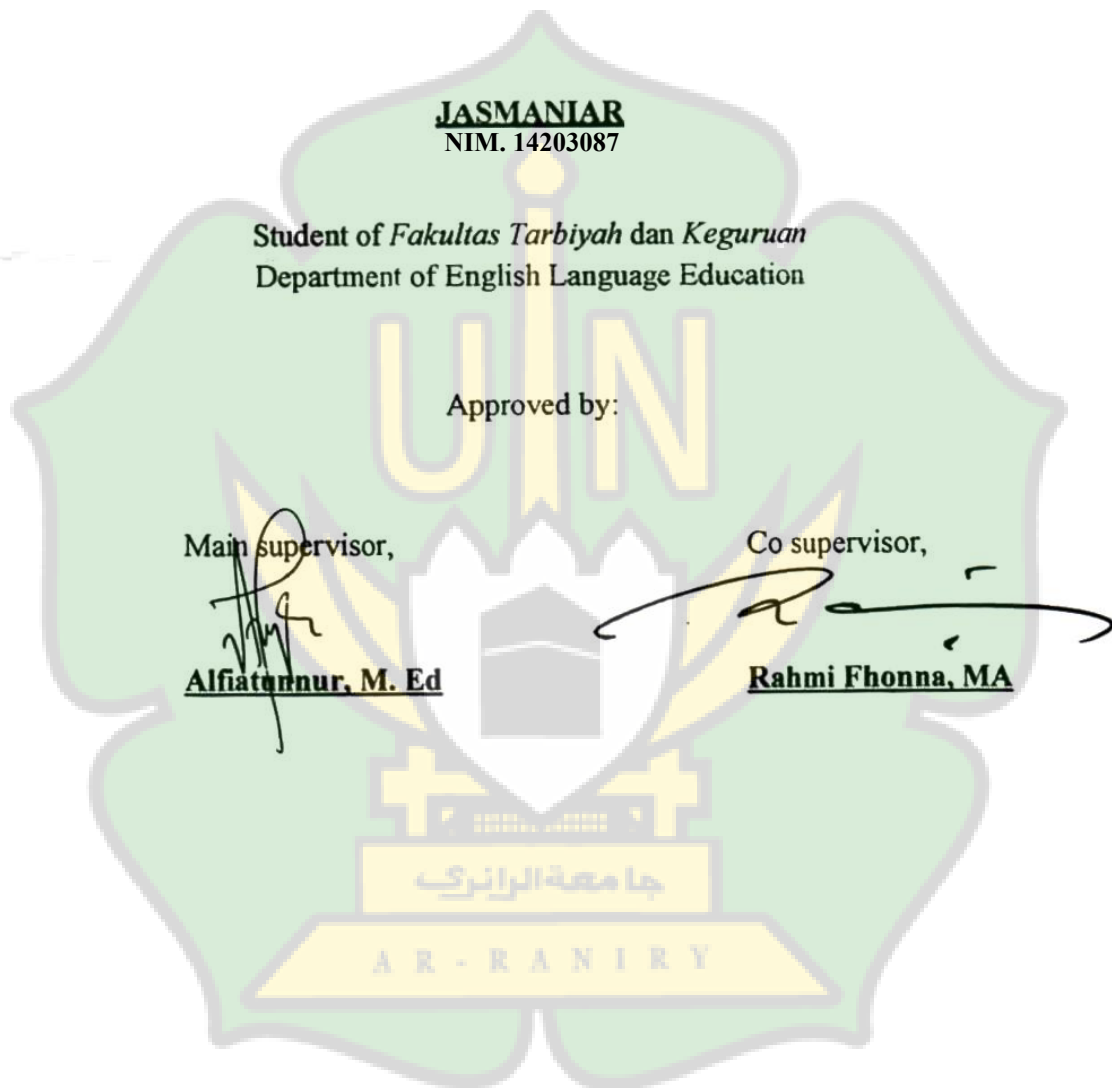 JASMANIAR
NIM. 14203087
Student of Fakultas Tarbiyah dan Keguruan
Department of English Language Education
UIN
Approved by:
Main supervisor,
Co supervisor,
Alfiatunnur, M. Ed
Rahmi Fhonna, MA
جامعة الرانري
AR-RANIRY